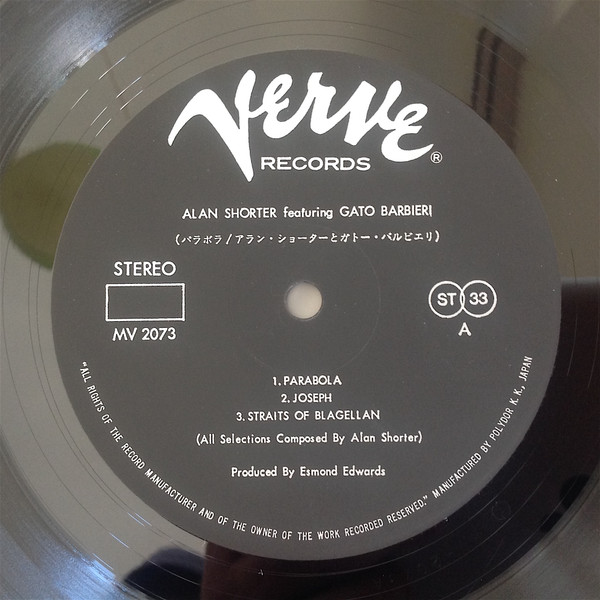 Verve
RECORDS ®
ALAN SHORTER featuring GATO BARBIERI
(パラボラ/アラン・ショーターとガトー・バルビエリ)
STEREO
MV 2073
ST 33
A
1. PARABOLA
2. JOSEPH
3. STRAITS OF BLAGELLAN
(All Selections Composed By Alan Shorter)
Produced By Esmond Edwards
"ALL RIGHTS OF THE RECORD MANUFACTURER AND OF THE OWNER OF THE WORK RECORDED RESERVED." MANUFACTURED BY POLYDOR K. K., JAPAN